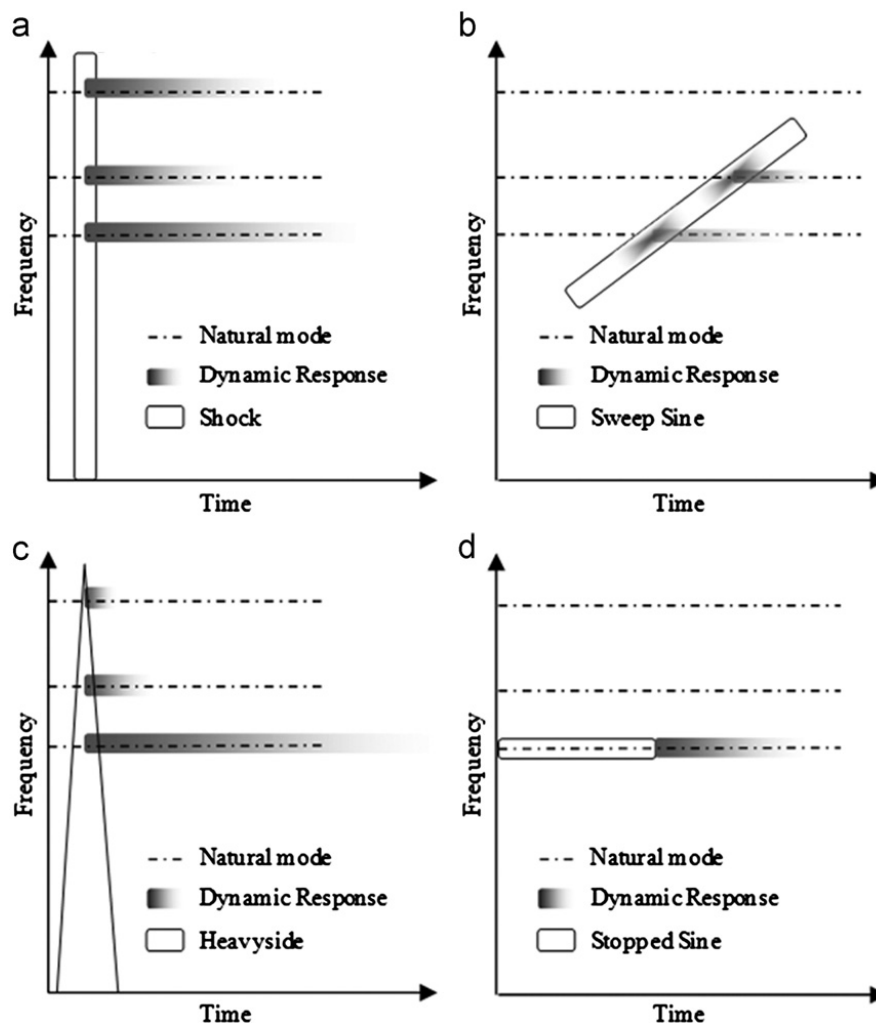 a
Frequency
Natural mode
Dynamic Response
Shock
Time
b
Frequency
Natural mode
Dynamic Response
Sweep Sine
Time
c
Frequency
Natural mode
Dynamic Response
Heavyside
Time
d
Frequency
Natural mode
Dynamic Response
Stopped Sine
Time